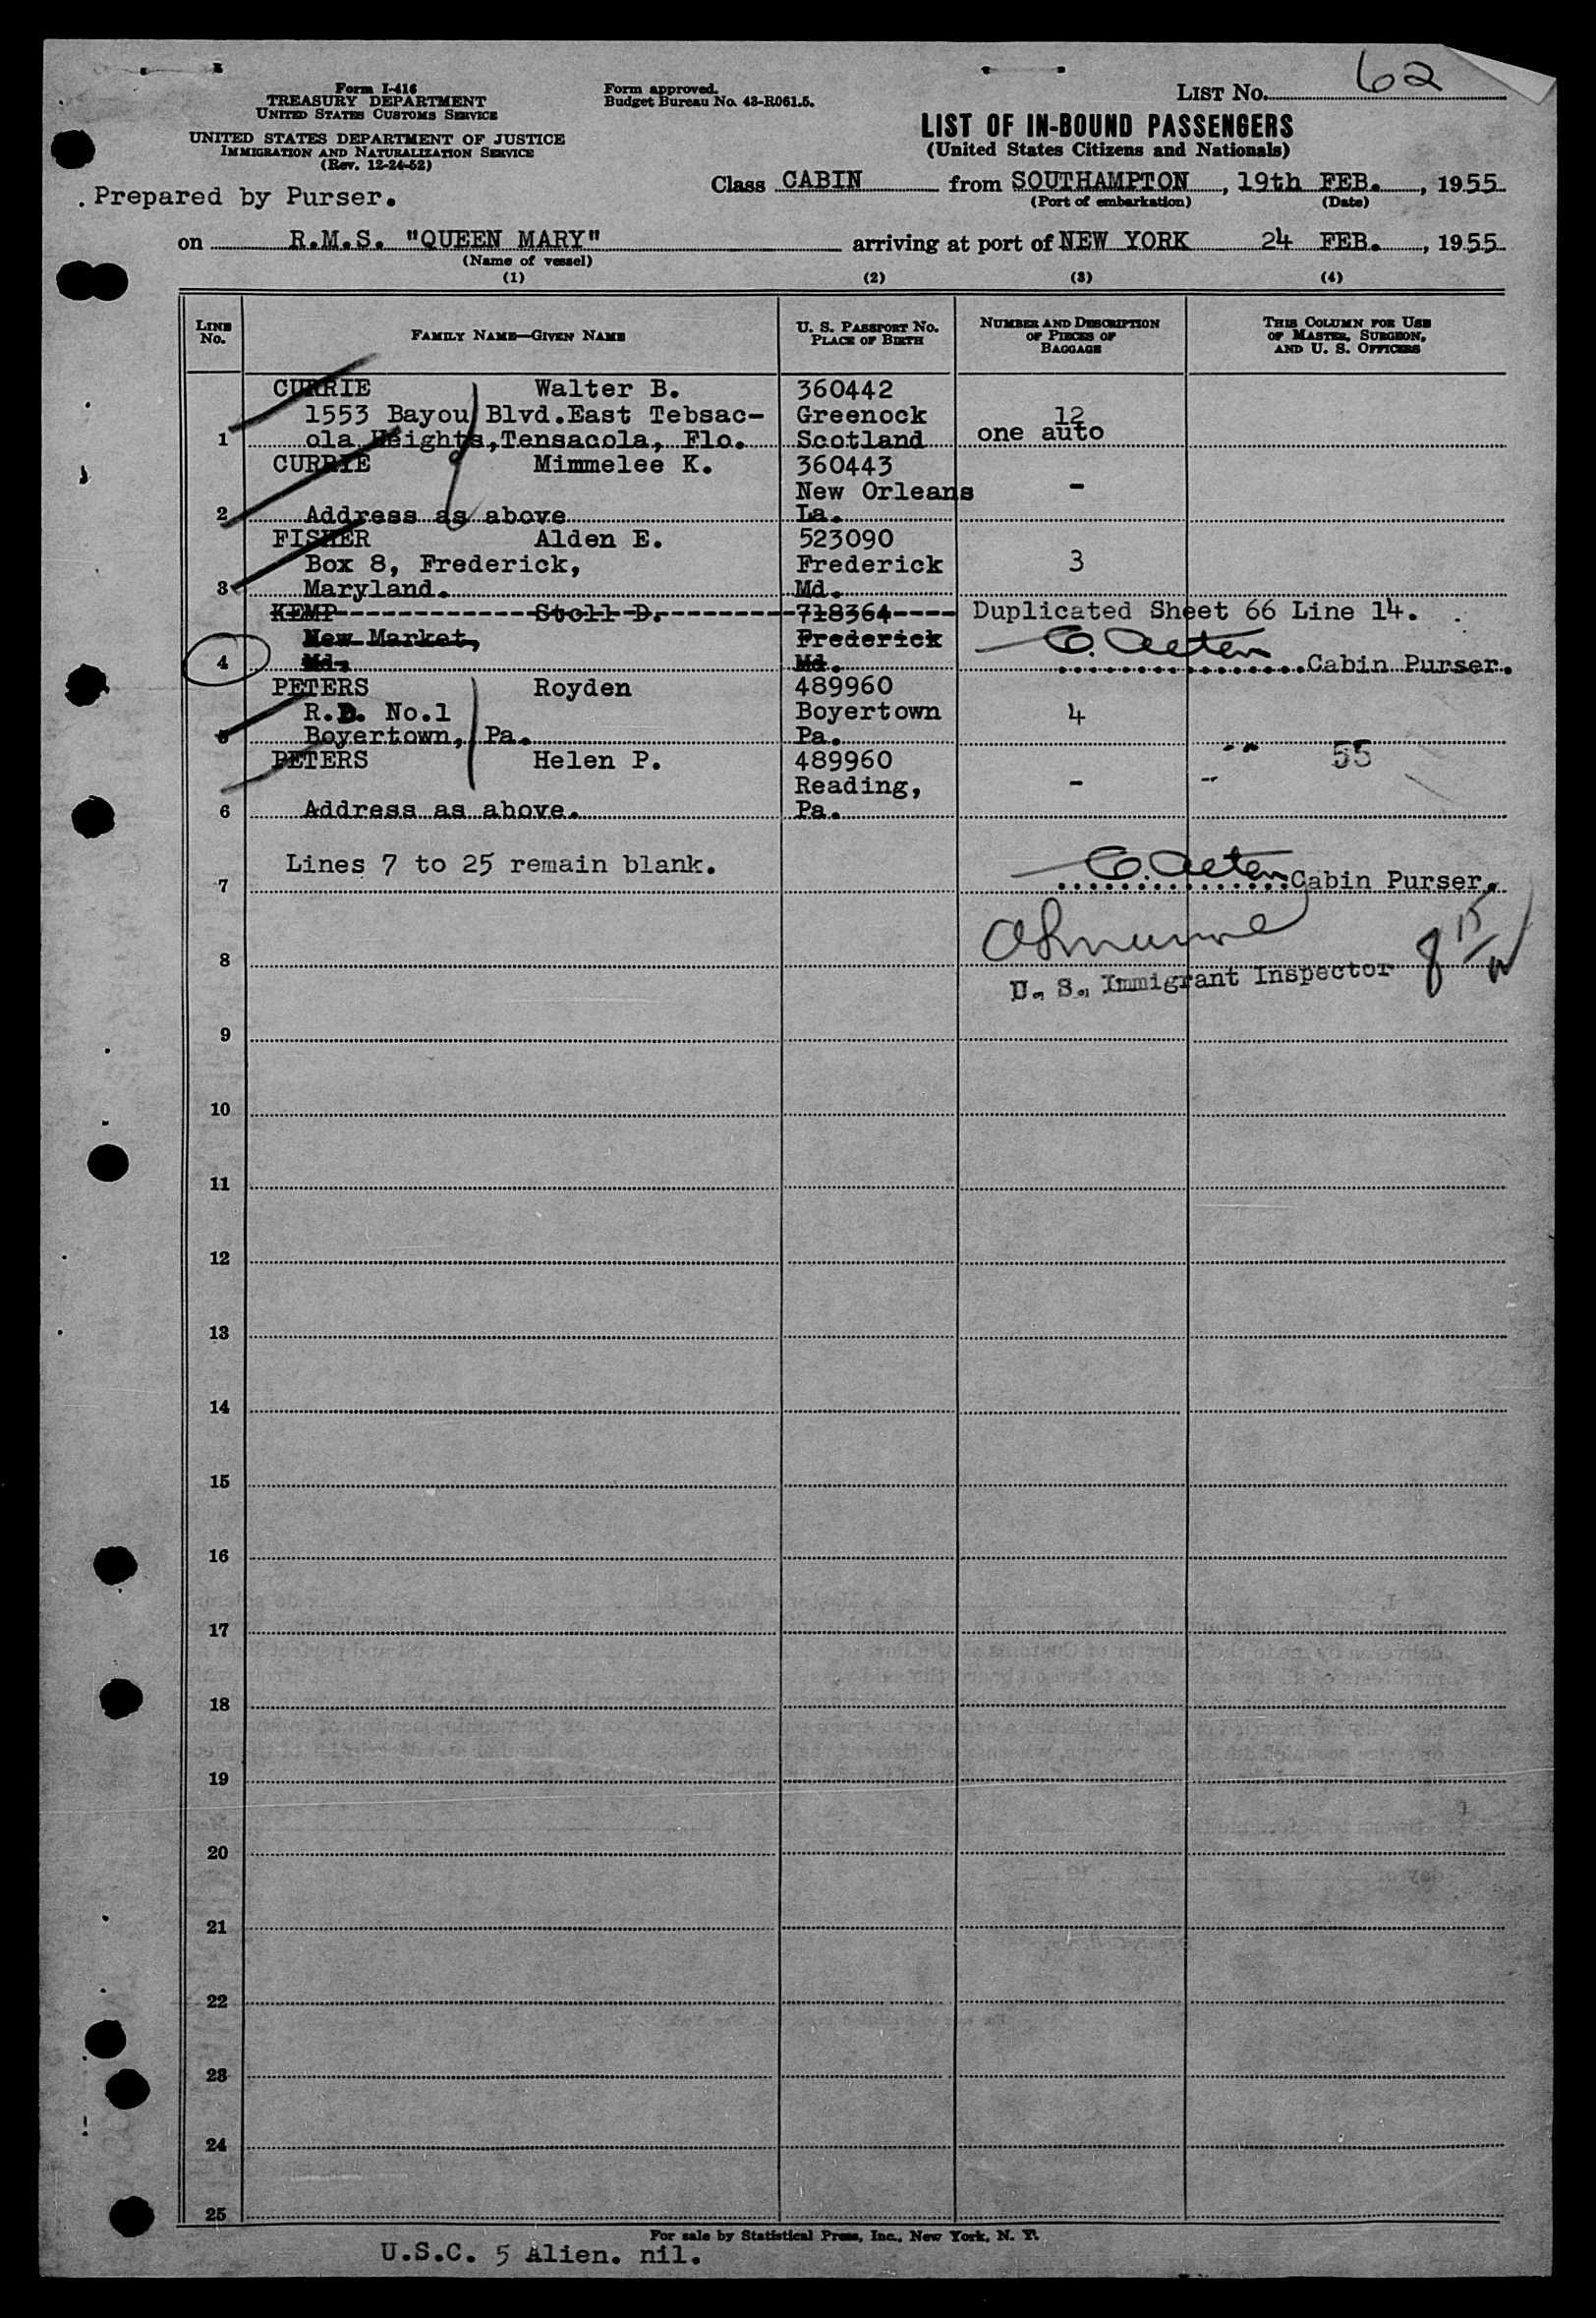 Form I-416
TREASURY DEPARTMENT
UNITED STATES CUSTOMS SERVICE
UNITED STATES DEPARTMENT OF JUSTICE
IMMIGRATION AND NATURALIZATION SERVICE
(Rev. 12-24-52)
Form approved.
Budget Bureau No. 43-R061.5.
LIST No. 62
LIST OF IN-BOUND PASSENGERS
(United States Citizens and Nationals)
. Prepared by Purser.
Class CABIN from SOUTHAMPTON, 19th FEB., 1955
(Port of embarkation) (Date)
on R.M.S. "QUEEN MARY" arriving at port of NEW YORK 24 FEB., 1955
(Name of vessel)
(1) (2) (3) (4)
LINE No. FAMILY NAME—GIVEN NAME U. S. PASSPORT NO. PLACE OF BIRTH NUMBER AND DESCRIPTION OF PIECES OF BAGGAGE THIS COLUMN FOR USE OF MASTER, SURGEON, AND U. S. OFFICERS
CURRIE Walter B. 360442
1553 Bayou Blvd.East Tebsac- Greenock 12
1 ola Heights,Tensacola, Flo. Scotland one auto
CURRYE Mimmelee K. 360443
New Orleans -
2 Address as above La.
FISHER Alden E. 523090
Box 8, Frederick, Frederick 3
3 Maryland. Md.
KEMP Stoll D. 718364 Duplicated Sheet 66 Line 14.
New Market, Frederick
4 Md. Md. Cabin Purser.
PETERS Royden 489960
R.D. No.1 Boyertown 4
5 Boyertown, Pa. Pa.
PETERS Helen P. 489960 55
Reading, -
6 Address as above. Pa.
Lines 7 to 25 remain blank.
7 Cabin Purser.
8
U. S. Immigrant Inspector
9
10
11
12
13
14
15
16
17
18
19
20
21
22
23
24
25
For sale by Statistical Press, Inc., New York, N. Y.
U.S.C. 5 Alien. nil.